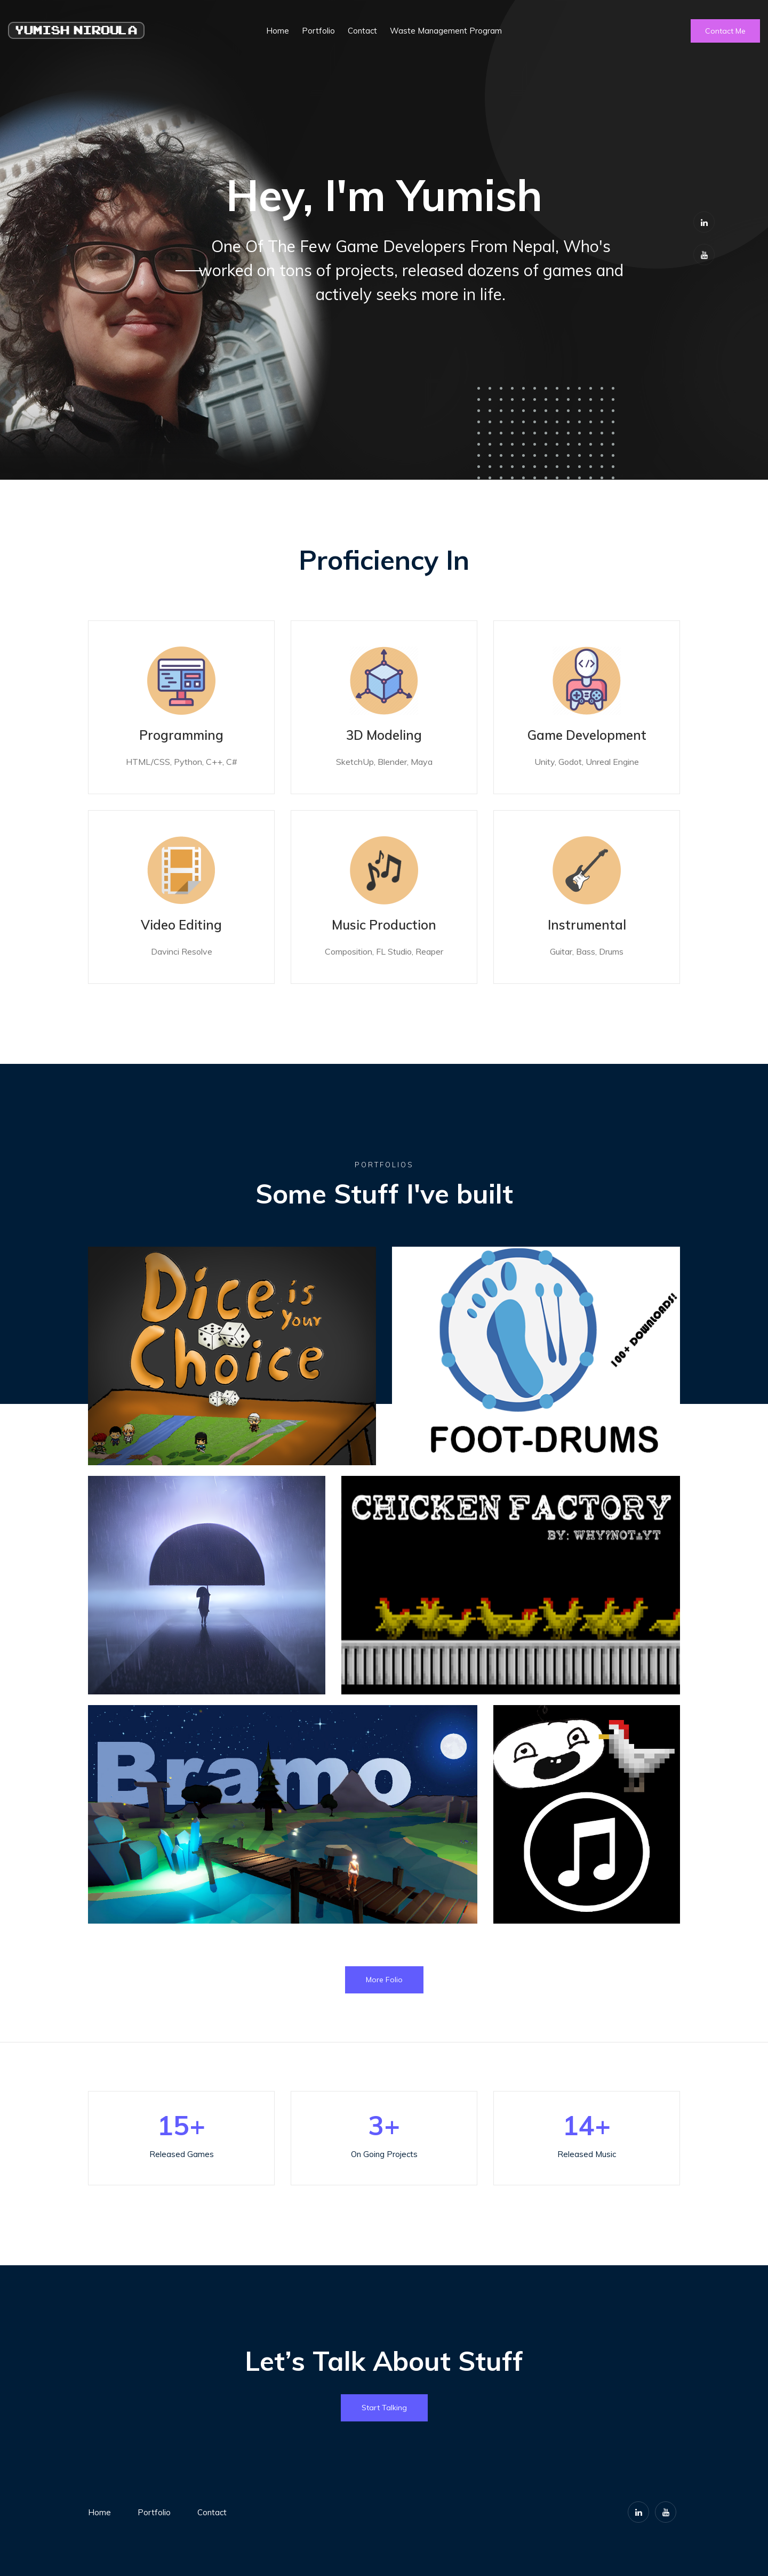 YUMISH NIROULA
Home Portfolio Contact Waste Management Program
Contact Me
Hey, I'm Yumish
One Of The Few Game Developers From Nepal, Who's
worked on tons of projects, released dozens of games and
actively seeks more in life.
Proficiency In
Programming
HTML/CSS, Python, C++, C#
3D Modeling
SketchUp, Blender, Maya
Game Development
Unity, Godot, Unreal Engine
Video Editing
Davinci Resolve
Music Production
Composition, FL Studio, Reaper
Instrumental
Guitar, Bass, Drums
PORTFOLIOS
Some Stuff I've built
Dice is
your
Choice
100+ DOWNLOADS!
FOOT-DRUMS
CHICKEN FACTORY
BY: WHY?NOT_YT
Bramo
More Folio
15+
Released Games
3+
On Going Projects
14+
Released Music
Let’s Talk About Stuff
Start Talking
Home Portfolio Contact